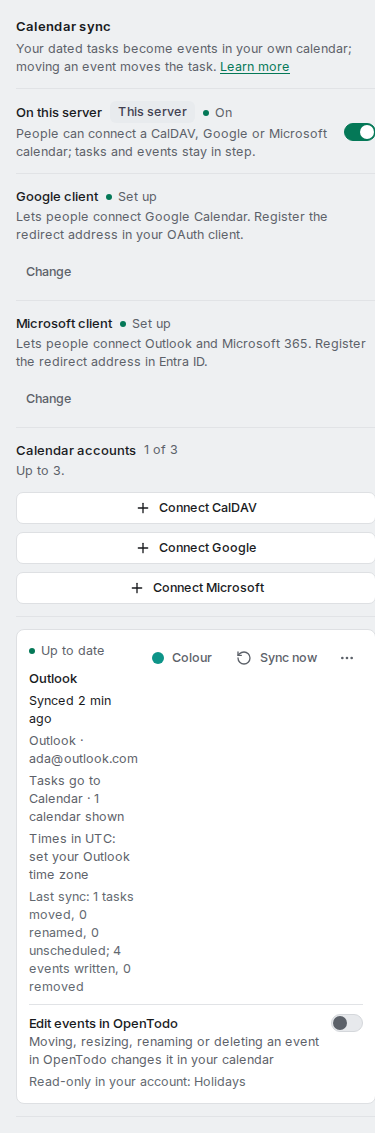 Calendar sync
Your dated tasks become events in your own calendar;
moving an event moves the task. Learn more
On this server This server On
People can connect a CalDAV, Google or Microsoft
calendar; tasks and events stay in step.
Google client Set up
Lets people connect Google Calendar. Register the
redirect address in your OAuth client.
Change
Microsoft client Set up
Lets people connect Outlook and Microsoft 365. Register
the redirect address in Entra ID.
Change
Calendar accounts 1 of 3
Up to 3.
Connect CalDAV
Connect Google
Connect Microsoft
Up to date
Colour Sync now
Outlook
Synced 2 min
ago
Outlook ·
ada@outlook.com
Tasks go to
Calendar · 1
calendar shown
Times in UTC:
set your Outlook
time zone
Last sync: 1 tasks
moved, 0
renamed, 0
unscheduled; 4
events written, 0
removed
Edit events in OpenTodo
Moving, resizing, renaming or deleting an event
in OpenTodo changes it in your calendar
Read-only in your account: Holidays